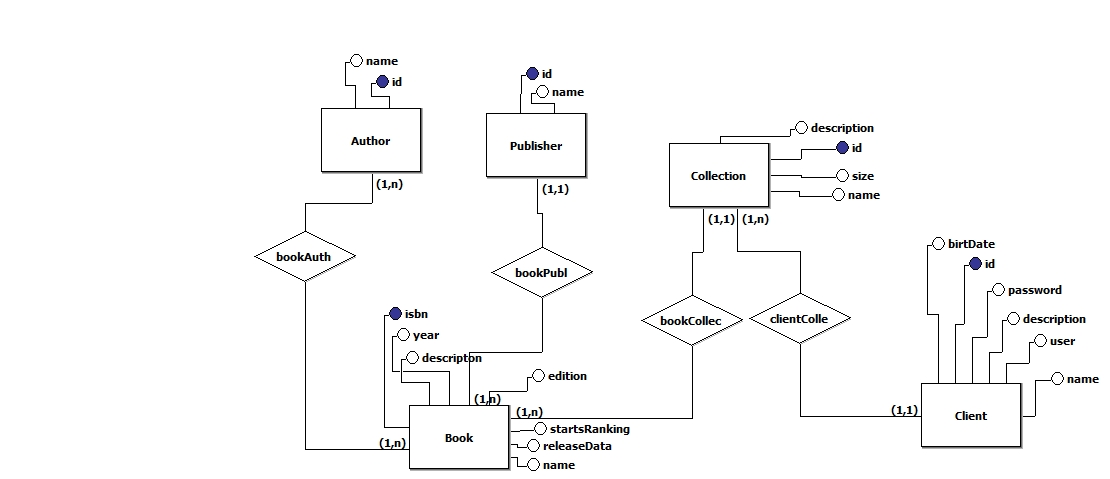 name
id
Author
(1,n)
bookAuth
id
name
Publisher
(1,1)
bookPubl
description
id
size
name
Collection
(1,1)
(1,n)
bookCollec
clientColle
birtDate
id
password
description
user
name
Client
(1,1)
isbn
year
descripton
edition
(1,n)
(1,n)
(1,n)
Book
startsRanking
releaseData
name